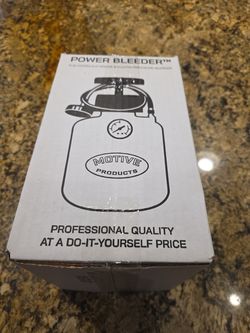 POWER BLEEDER™
MOTIVE
PRODUCTS
PROFESSIONAL QUALITY
AT A DO-IT-YOURSELF PRICE